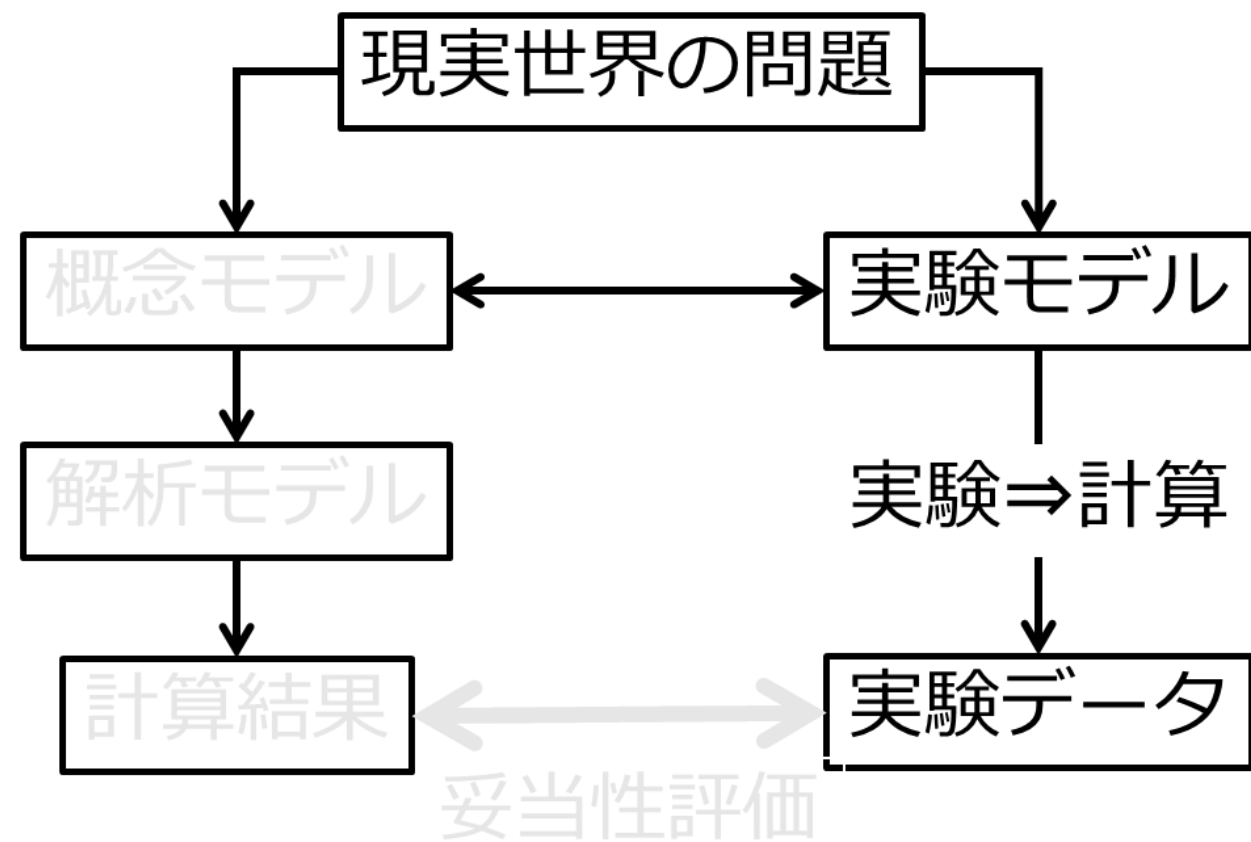 現実世界の問題
概念モデル
実験モデル
解析モデル
実験⇒計算
計算結果
実験データ
妥当性評価